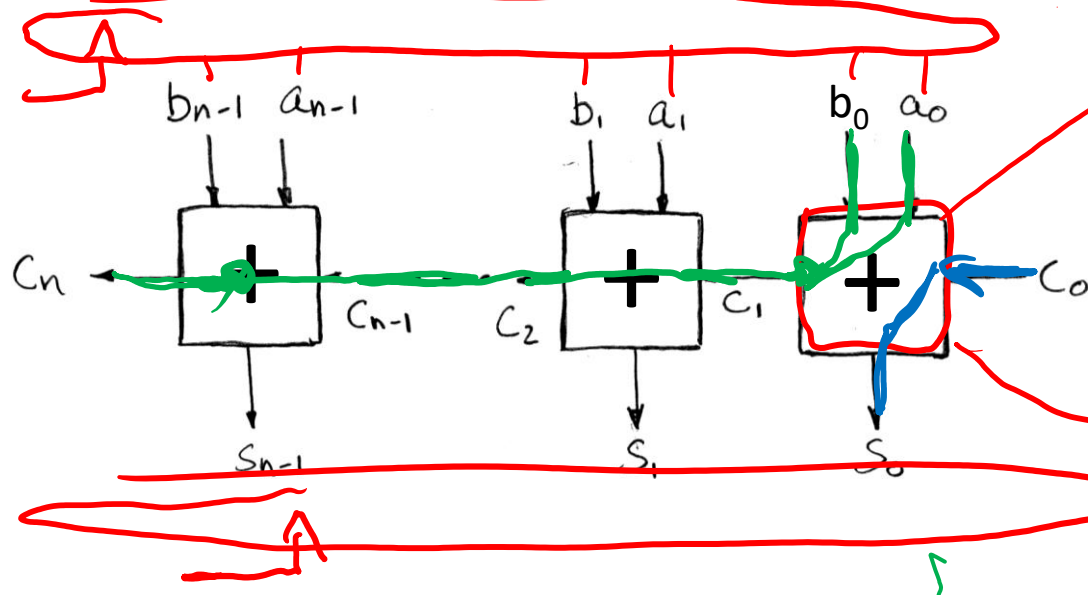 bn-1 an-1 b1 a1 b0 a0
+ + +
Cn Cn-1 C2 C1 C0
Sn-1 S1 S0